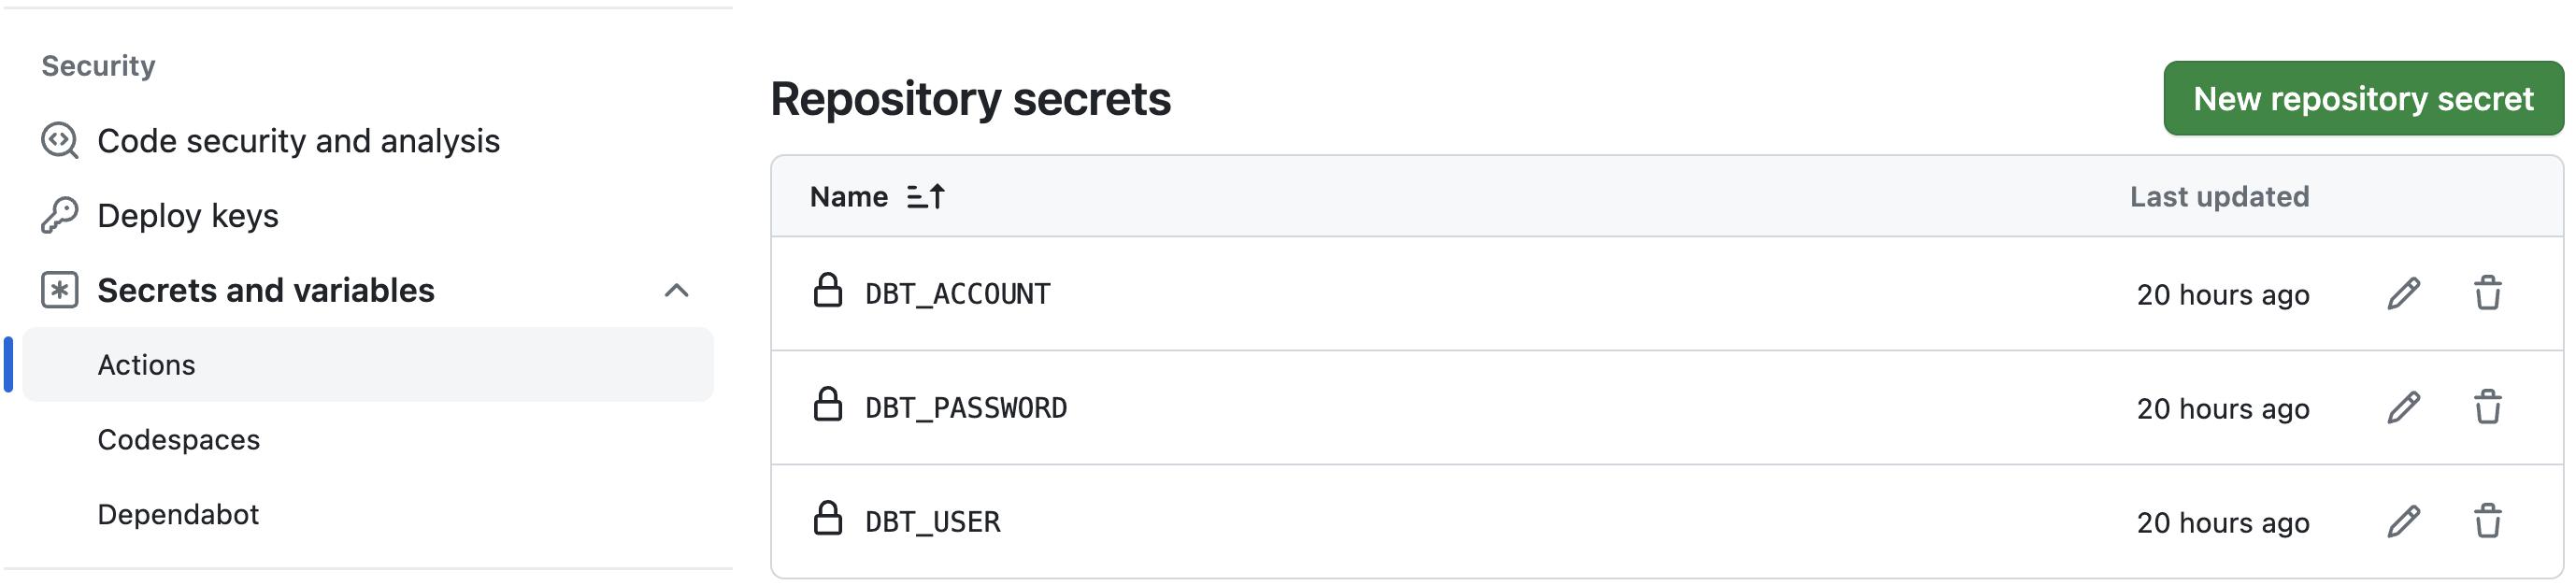 Security
Code security and analysis
Deploy keys
Secrets and variables
Actions
Codespaces
Dependabot
Repository secrets
New repository secret
Name Last updated
DBT_ACCOUNT 20 hours ago
DBT_PASSWORD 20 hours ago
DBT_USER 20 hours ago